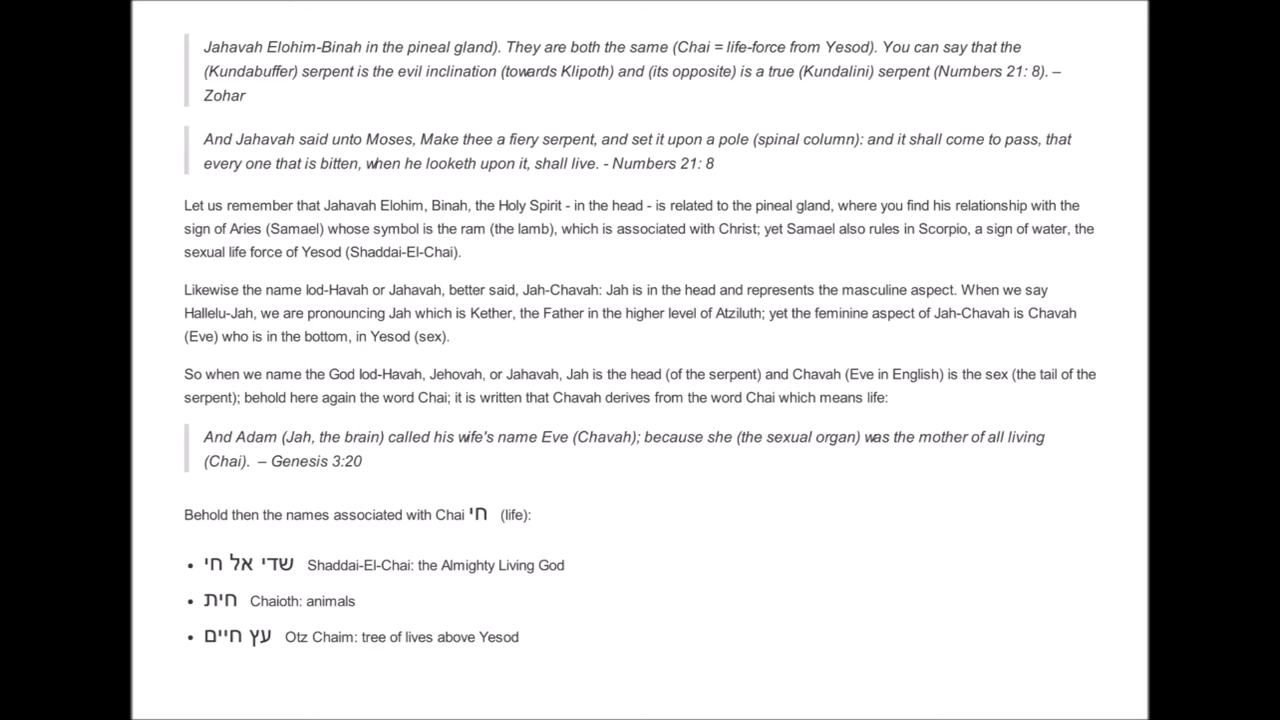 Jahavah Elohim-Binah in the pineal gland). They are both the same (Chai = life-force from Yesod). You can say that the
(Kundabuffer) serpent is the evil inclination (towards Klipoth) and (its opposite) is a true (Kundalini) serpent (Numbers 21: 8). –
Zohar
And Jahavah said unto Moses, Make thee a fiery serpent, and set it upon a pole (spinal column): and it shall come to pass, that
every one that is bitten, when he looketh upon it, shall live. - Numbers 21: 8
Let us remember that Jahavah Elohim, Binah, the Holy Spirit - in the head - is related to the pineal gland, where you find his relationship with the
sign of Aries (Samael) whose symbol is the ram (the lamb), which is associated with Christ; yet Samael also rules in Scorpio, a sign of water, the
sexual life force of Yesod (Shaddai-El-Chai).
Likewise the name Iod-Havah or Jahavah, better said, Jah-Chavah: Jah is in the head and represents the masculine aspect. When we say
Hallelu-Jah, we are pronouncing Jah which is Kether, the Father in the higher level of Atziluth; yet the feminine aspect of Jah-Chavah is Chavah
(Eve) who is in the bottom, in Yesod (sex).
So when we name the God Iod-Havah, Jehovah, or Jahavah, Jah is the head (of the serpent) and Chavah (Eve in English) is the sex (the tail of the
serpent); behold here again the word Chai; it is written that Chavah derives from the word Chai which means life:
And Adam (Jah, the brain) called his wife's name Eve (Chavah); because she (the sexual organ) was the mother of all living
(Chai). – Genesis 3:20
Behold then the names associated with Chai חי (life):
• שדי אל חי Shaddai-El-Chai: the Almighty Living God
• חית Chaioth: animals
• עץ חיים Otz Chaim: tree of lives above Yesod